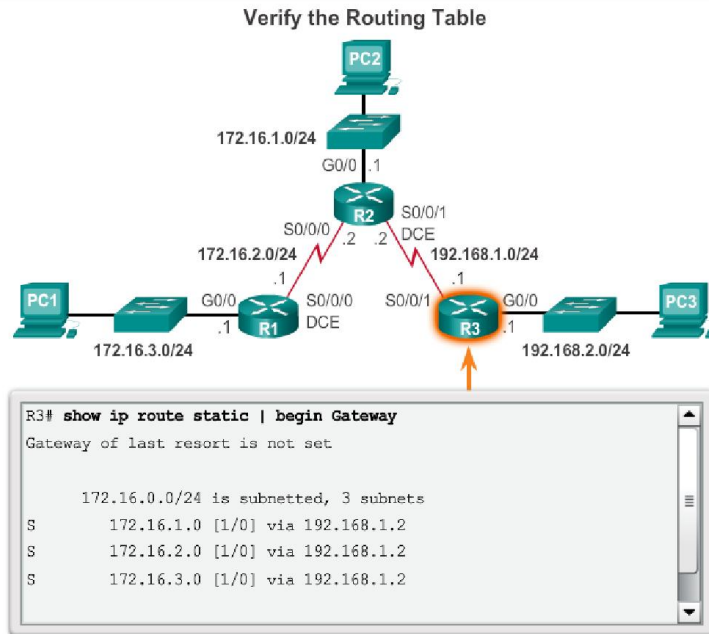 Verify the Routing Table
PC2
172.16.1.0/24
G0/0 .1
R2
S0/0/0
S0/0/1
.2
.2
DCE
172.16.2.0/24
192.168.1.0/24
.1
.1
PC1
G0/0
S0/0/0
S0/0/1
G0/0
PC3
.1
R1
DCE
R3
.1
172.16.3.0/24
192.168.2.0/24
R3# show ip route static | begin Gateway
Gateway of last resort is not set
172.16.0.0/24 is subnetted, 3 subnets
S 172.16.1.0 [1/0] via 192.168.1.2
S 172.16.2.0 [1/0] via 192.168.1.2
S 172.16.3.0 [1/0] via 192.168.1.2